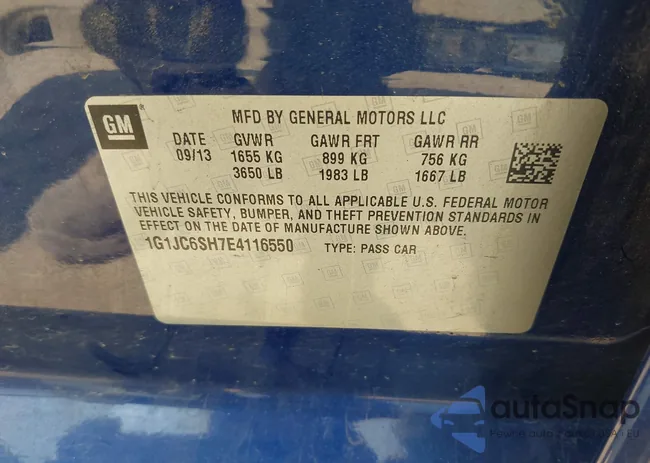 GM
MFD BY GENERAL MOTORS LLC
DATE GVWR GAWR FRT GAWR RR
09/13 1655 KG 899 KG 756 KG
3650 LB 1983 LB 1667 LB
THIS VEHICLE CONFORMS TO ALL APPLICABLE U.S. FEDERAL MOTOR
VEHICLE SAFETY, BUMPER, AND THEFT PREVENTION STANDARDS IN
EFFECT ON THE DATE OF MANUFACTURE SHOWN ABOVE.
1G1JC6SH7E4116550 TYPE: PASS CAR
autoSnap